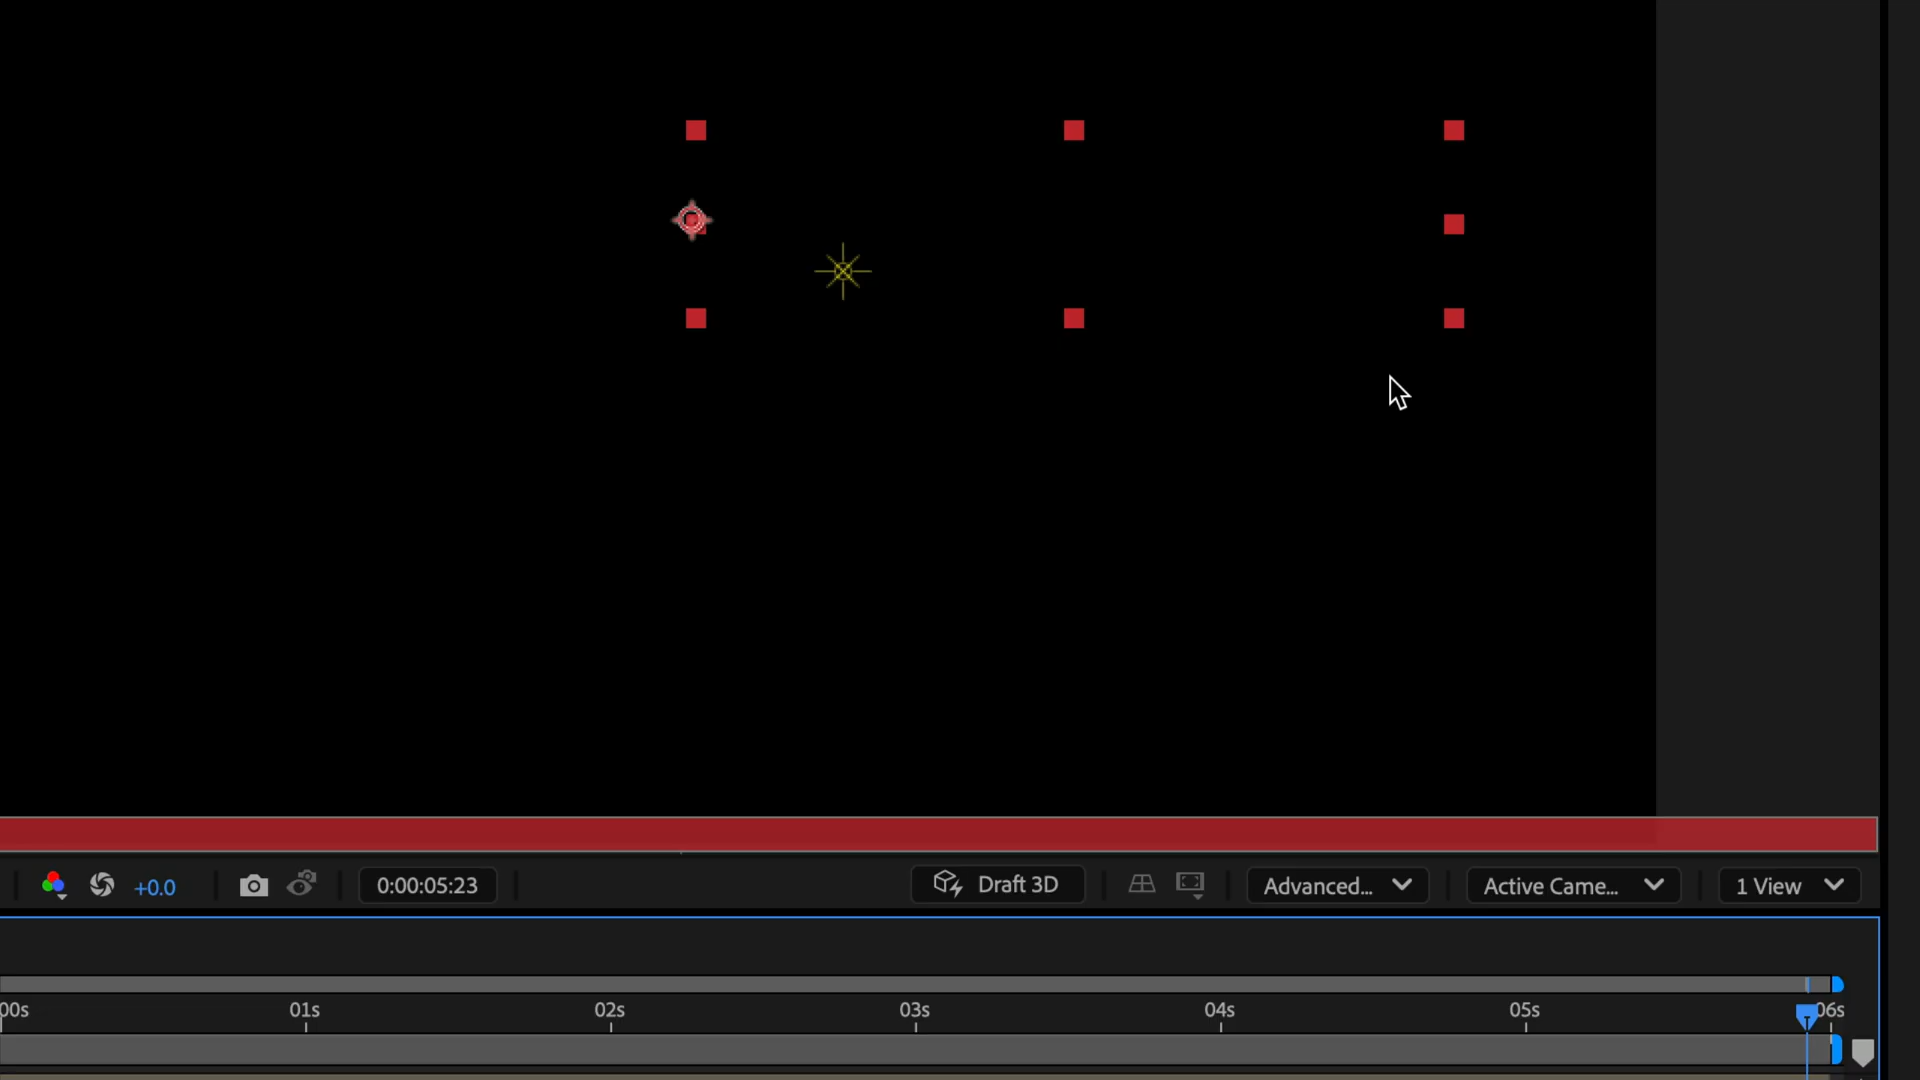 +0.0 0:00:05:23 Draft 3D Advanced... Active Came... 1 View
00s 01s 02s 03s 04s 05s 06s